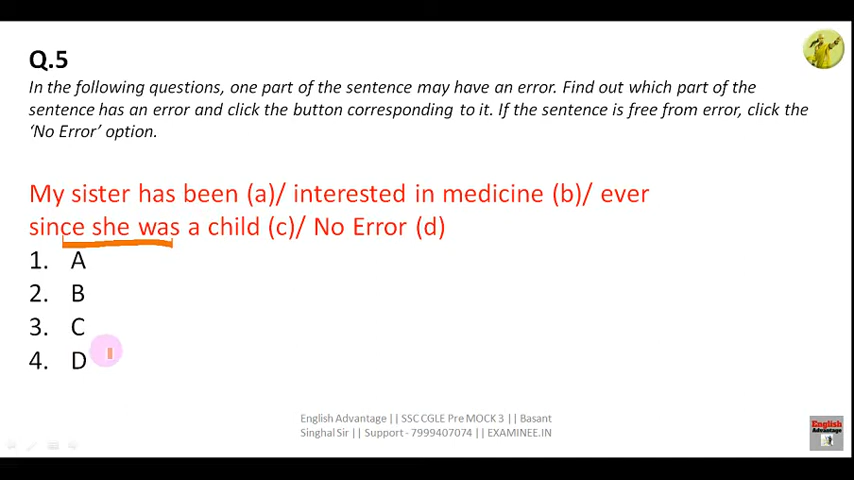 Q.5
In the following questions, one part of the sentence may have an error. Find out which part of the
sentence has an error and click the button corresponding to it. If the sentence is free from error, click the
‘No Error’ option.
My sister has been (a)/ interested in medicine (b)/ ever
since she was a child (c)/ No Error (d)
1. A
2. B
3. C
4. D
English Advantage || SSC CGLE Pre MOCK 3 || Basant
Singhal Sir || Support - 7999407074 || EXAMINEE.IN
English
Advantage